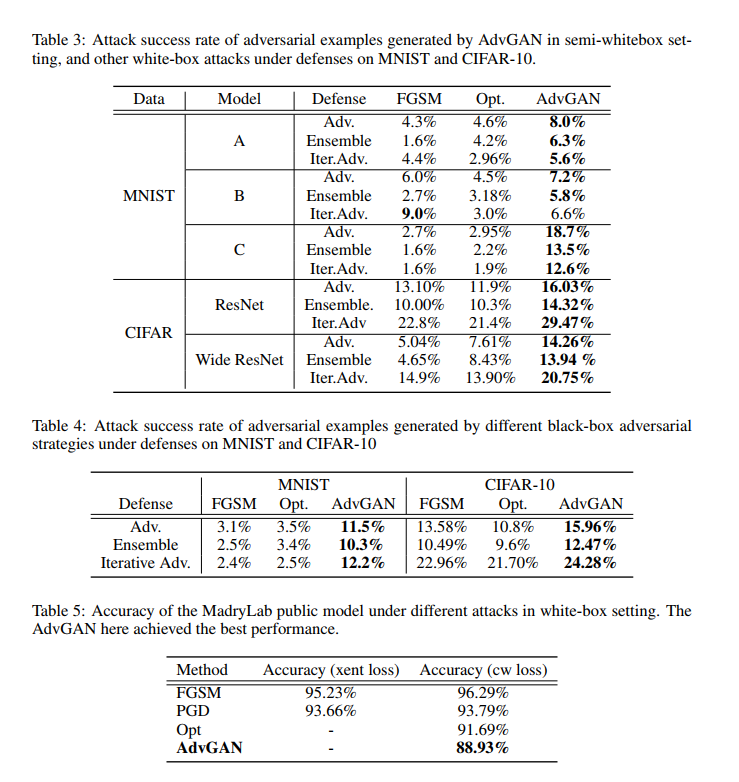 Table 3: Attack success rate of adversarial examples generated by AdvGAN in semi-whitebox set-
ting, and other white-box attacks under defenses on MNIST and CIFAR-10.
Data Model Defense FGSM Opt. AdvGAN
Adv. 4.3% 4.6% 8.0%
A Ensemble 1.6% 4.2% 6.3%
Iter.Adv. 4.4% 2.96% 5.6%
Adv. 6.0% 4.5% 7.2%
MNIST B Ensemble 2.7% 3.18% 5.8%
Iter.Adv. 9.0% 3.0% 6.6%
Adv. 2.7% 2.95% 18.7%
C Ensemble 1.6% 2.2% 13.5%
Iter.Adv. 1.6% 1.9% 12.6%
Adv. 13.10% 11.9% 16.03%
ResNet Ensemble. 10.00% 10.3% 14.32%
Iter.Adv 22.8% 21.4% 29.47%
CIFAR
Adv. 5.04% 7.61% 14.26%
Wide ResNet Ensemble 4.65% 8.43% 13.94 %
Iter.Adv. 14.9% 13.90% 20.75%
Table 4: Attack success rate of adversarial examples generated by different black-box adversarial
strategies under defenses on MNIST and CIFAR-10
MNIST CIFAR-10
Defense FGSM Opt. AdvGAN FGSM Opt. AdvGAN
Adv. 3.1% 3.5% 11.5% 13.58% 10.8% 15.96%
Ensemble 2.5% 3.4% 10.3% 10.49% 9.6% 12.47%
Iterative Adv. 2.4% 2.5% 12.2% 22.96% 21.70% 24.28%
Table 5: Accuracy of the MadryLab public model under different attacks in white-box setting. The
AdvGAN here achieved the best performance.
Method Accuracy (xent loss) Accuracy (cw loss)
FGSM 95.23% 96.29%
PGD 93.66% 93.79%
Opt - 91.69%
AdvGAN - 88.93%